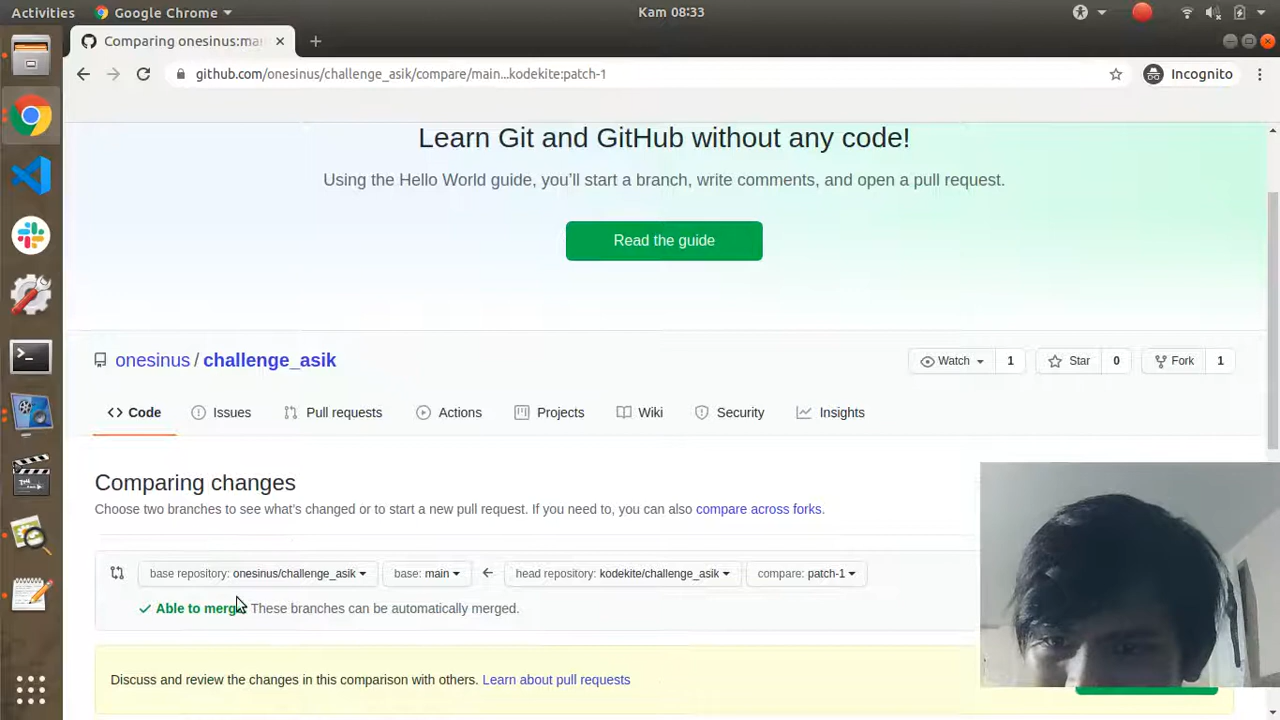 Activities Google Chrome Kam 08:33
Comparing onesinus:mai
github.com/onesinus/challenge_asik/compare/main...kodekite:patch-1 Incognito
Learn Git and GitHub without any code!
Using the Hello World guide, you'll start a branch, write comments, and open a pull request.
Read the guide
onesinus / challenge_asik Watch 1 Star 0 Fork 1
Code Issues Pull requests Actions Projects Wiki Security Insights
Comparing changes
Choose two branches to see what's changed or to start a new pull request. If you need to, you can also compare across forks.
base repository: onesinus/challenge_asik base: main ← head repository: kodekite/challenge_asik compare: patch-1
✓ Able to merge. These branches can be automatically merged.
Discuss and review the changes in this comparison with others. Learn about pull requests